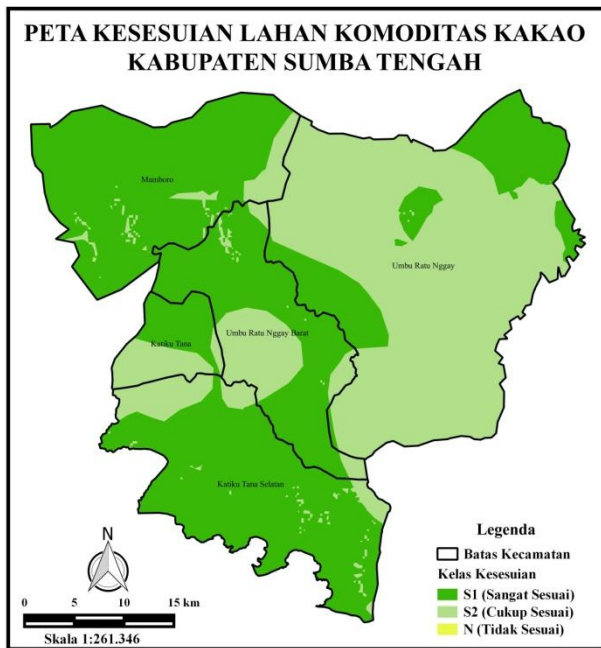 PETA KESESUIAN LAHAN KOMODITAS KAKAO
KABUPATEN SUMBA TENGAH
Mamboro
Umbu Ratu Nggay
Umbu Ratu Nggay Barat
Katiku Tana
Katiku Tana Selatan
N
0 5 10 15 km
Skala 1:261.346
Legenda
Batas Kecamatan
Kelas Kesesuian
S1 (Sangat Sesuai)
S2 (Cukup Sesuai)
N (Tidak Sesuai)